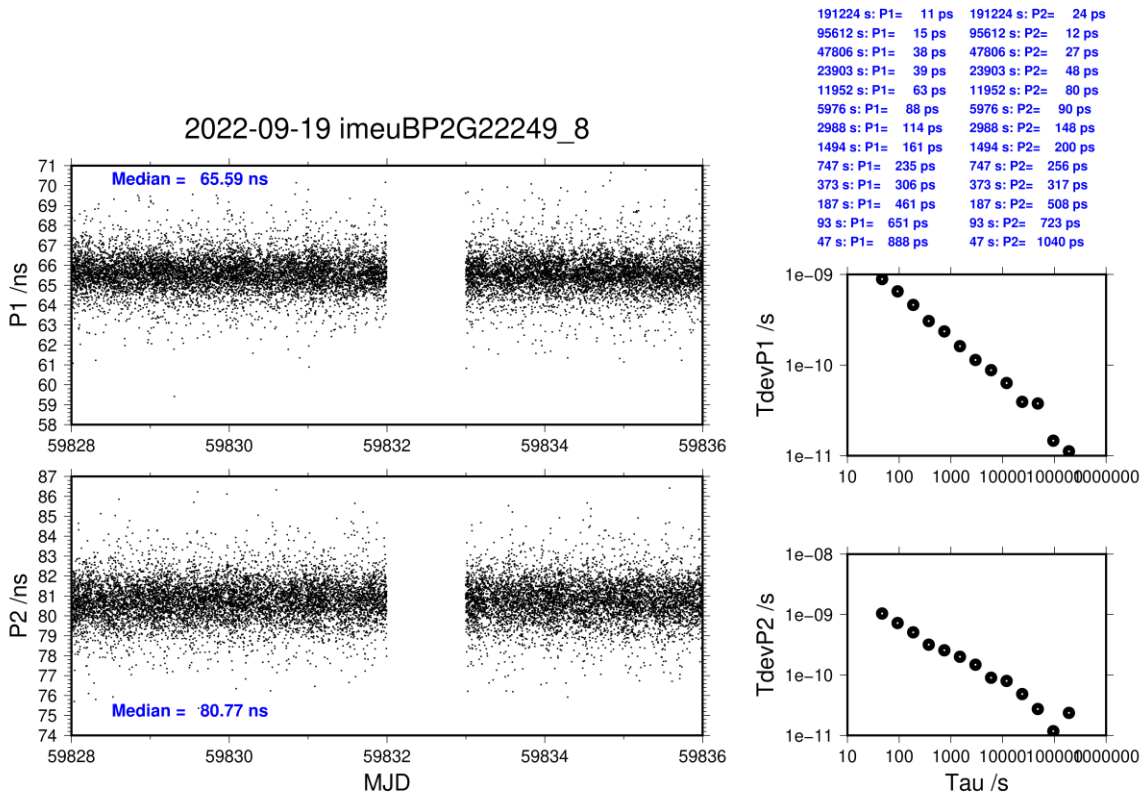 191224 s: P1= 11 ps 191224 s: P2= 24 ps
95612 s: P1= 15 ps 95612 s: P2= 12 ps
47806 s: P1= 38 ps 47806 s: P2= 27 ps
23903 s: P1= 39 ps 23903 s: P2= 48 ps
11952 s: P1= 63 ps 11952 s: P2= 80 ps
5976 s: P1= 88 ps 5976 s: P2= 90 ps
2988 s: P1= 114 ps 2988 s: P2= 148 ps
1494 s: P1= 161 ps 1494 s: P2= 200 ps
747 s: P1= 235 ps 747 s: P2= 256 ps
373 s: P1= 306 ps 373 s: P2= 317 ps
187 s: P1= 461 ps 187 s: P2= 508 ps
93 s: P1= 651 ps 93 s: P2= 723 ps
47 s: P1= 888 ps 47 s: P2= 1040 ps
2022-09-19 imeuBP2G22249_8
P1 /ns
71
70
69
68
67
66
65
64
63
62
61
60
59
58
Median = 65.59 ns
59828 59830 59832 59834 59836
TdevP1 /s
1e-09
1e-10
1e-11
10 100 1000 10000
P2 /ns
87
86
85
84
83
82
81
80
79
78
77
76
75
74
Median = 80.77 ns
59828 59830 59832 59834 59836
MJD
TdevP2 /s
1e-08
1e-09
1e-10
1e-11
10 100 1000 10000
Tau /s